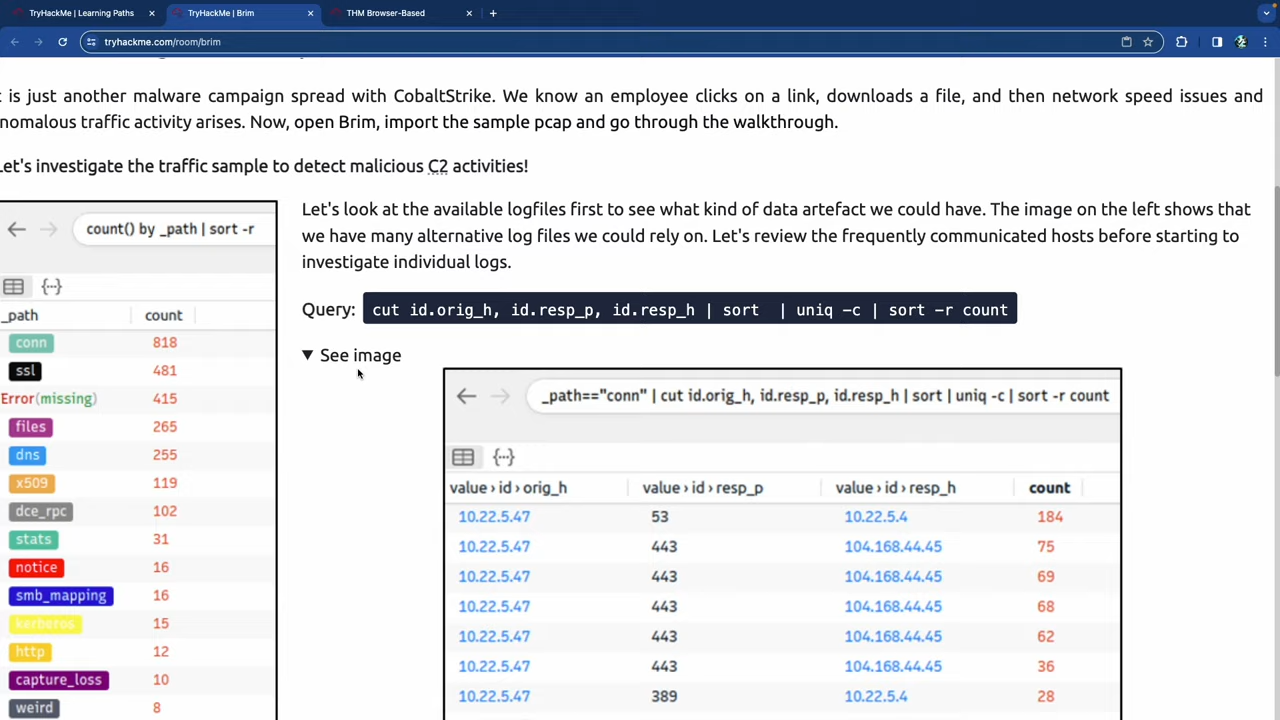 TryHackMe | Learning Paths
TryHackMe | Brim
THM Browser-Based
tryhackme.com/room/brim
is just another malware campaign spread with CobaltStrike. We know an employee clicks on a link, downloads a file, and then network speed issues and
nomalous traffic activity arises. Now, open Brim, import the sample pcap and go through the walkthrough.
Let's investigate the traffic sample to detect malicious C2 activities!
count() by _path | sort -r
_path count
conn 818
ssl 481
Error(missing) 415
files 265
dns 255
x509 119
dce_rpc 102
stats 31
notice 16
smb_mapping 16
kerberos 15
http 12
capture_loss 10
weird 8
Let's look at the available logfiles first to see what kind of data artefact we could have. The image on the left shows that
we have many alternative log files we could rely on. Let's review the frequently communicated hosts before starting to
investigate individual logs.
Query: cut id.orig_h, id.resp_p, id.resp_h | sort | uniq -c | sort -r count
▼ See image
_path=="conn" | cut id.orig_h, id.resp_p, id.resp_h | sort | uniq -c | sort -r count
value › id › orig_h value › id › resp_p value › id › resp_h count
10.22.5.47 53 10.22.5.4 184
10.22.5.47 443 104.168.44.45 75
10.22.5.47 443 104.168.44.45 69
10.22.5.47 443 104.168.44.45 68
10.22.5.47 443 104.168.44.45 62
10.22.5.47 443 104.168.44.45 36
10.22.5.47 389 10.22.5.4 28